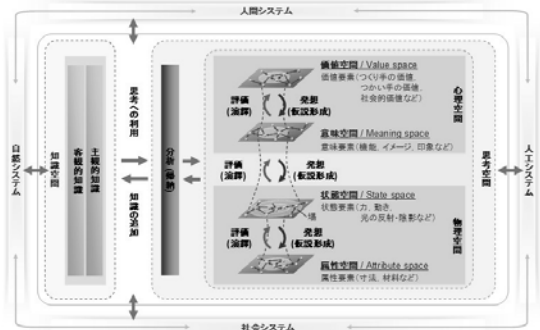 人間システム
自然システム
知識空間
客観的知識
主観的知識
思考への利用
知識の追加
分析(帰納)
価値空間 / Value space
価値要素(つくり手の価値、
つかい手の価値、
社会的価値など)
評価
(演繹)
発想
(仮説形成)
意味空間 / Meaning space
意味要素(機能、イメージ、印象など)
心理空間
評価
(演繹)
発想
(仮説形成)
状態空間 / State space
状態要素(力、動き、
光の反射・陰影など)
場
評価
(演繹)
発想
(仮説形成)
属性空間 / Attribute space
属性要素(寸法、材料など)
物理空間
思考空間
人工システム
社会システム